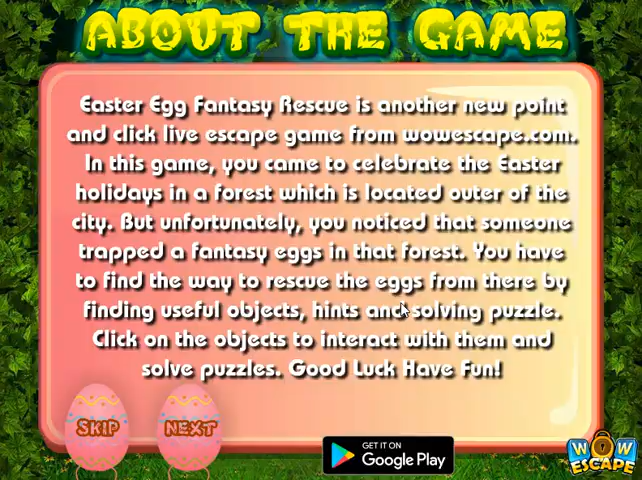 ABOUT THE GAME
Easter Egg Fantasy Rescue is another new point
and click live escape game from wowescape.com.
In this game, you came to celebrate the Easter
holidays in a forest which is located outer of the
city. But unfortunately, you noticed that someone
trapped a fantasy eggs in that forest. You have
to find the way to rescue the eggs from there by
finding useful objects, hints and solving puzzle.
Click on the objects to interact with them and
solve puzzles. Good Luck Have Fun!
SKIP
NEXT
GET IT ON
Google Play
WOW
ESCAPE